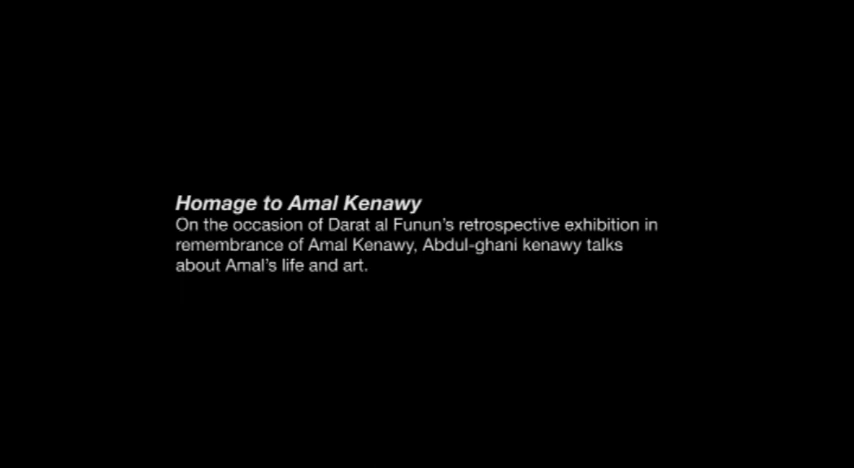 Homage to Amal Kenawy
On the occasion of Darat al Funun's retrospective exhibition in
remembrance of Amal Kenawy, Abdul-ghani kenawy talks
about Amal's life and art.